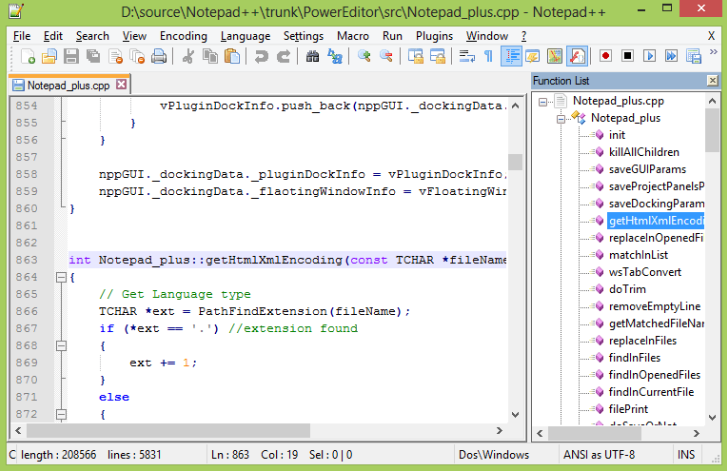 D:\source\Notepad++\trunk\PowerEditor\src\Notepad_plus.cpp - Notepad++
File Edit Search View Encoding Language Settings Macro Run Plugins Window ? X
Notepad_plus.cpp
854 vPluginDockInfo.push_back(nppGUI._dockingData.
855 }
856 }
857
858 nppGUI._dockingData._pluginDockInfo = vPluginDockInfo.
859 nppGUI._dockingData._flaotingWindowInfo = vFloatingWin
860 }
861
862
863 int Notepad_plus::getHtmlXmlEncoding(const TCHAR *fileName
864 {
865 // Get Language type
866 TCHAR *ext = PathFindExtension(fileName);
867 if (*ext == '.') //extension found
868 {
869 ext += 1;
870 }
871 else
872 {
Function List
Notepad_plus.cpp
Notepad_plus
init
killAllChildren
saveGUIParams
saveProjectPanelsP
saveDockingParam
getHtmlXmlEncodi
replaceInOpenedFi
matchInList
wsTabConvert
doTrim
removeEmptyLine
getMatchedFileNar
replaceInFiles
findInFiles
findInOpenedFiles
findInCurrentFile
filePrint
C length : 208566 lines : 5831 Ln : 863 Col : 19 Sel : 0 | 0 Dos\Windows ANSI as UTF-8 INS